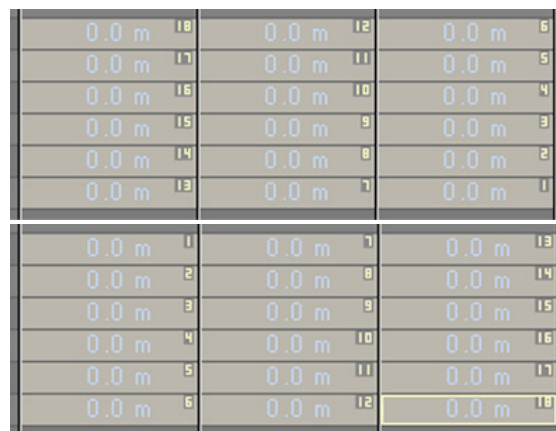 0.0 m 18 0.0 m 12 0.0 m 6
0.0 m 17 0.0 m 11 0.0 m 5
0.0 m 16 0.0 m 10 0.0 m 4
0.0 m 15 0.0 m 9 0.0 m 3
0.0 m 14 0.0 m 8 0.0 m 2
0.0 m 13 0.0 m 7 0.0 m 1
0.0 m 1 0.0 m 7 0.0 m 13
0.0 m 2 0.0 m 8 0.0 m 14
0.0 m 3 0.0 m 9 0.0 m 15
0.0 m 4 0.0 m 10 0.0 m 16
0.0 m 5 0.0 m 11 0.0 m 17
0.0 m 6 0.0 m 12 0.0 m 18